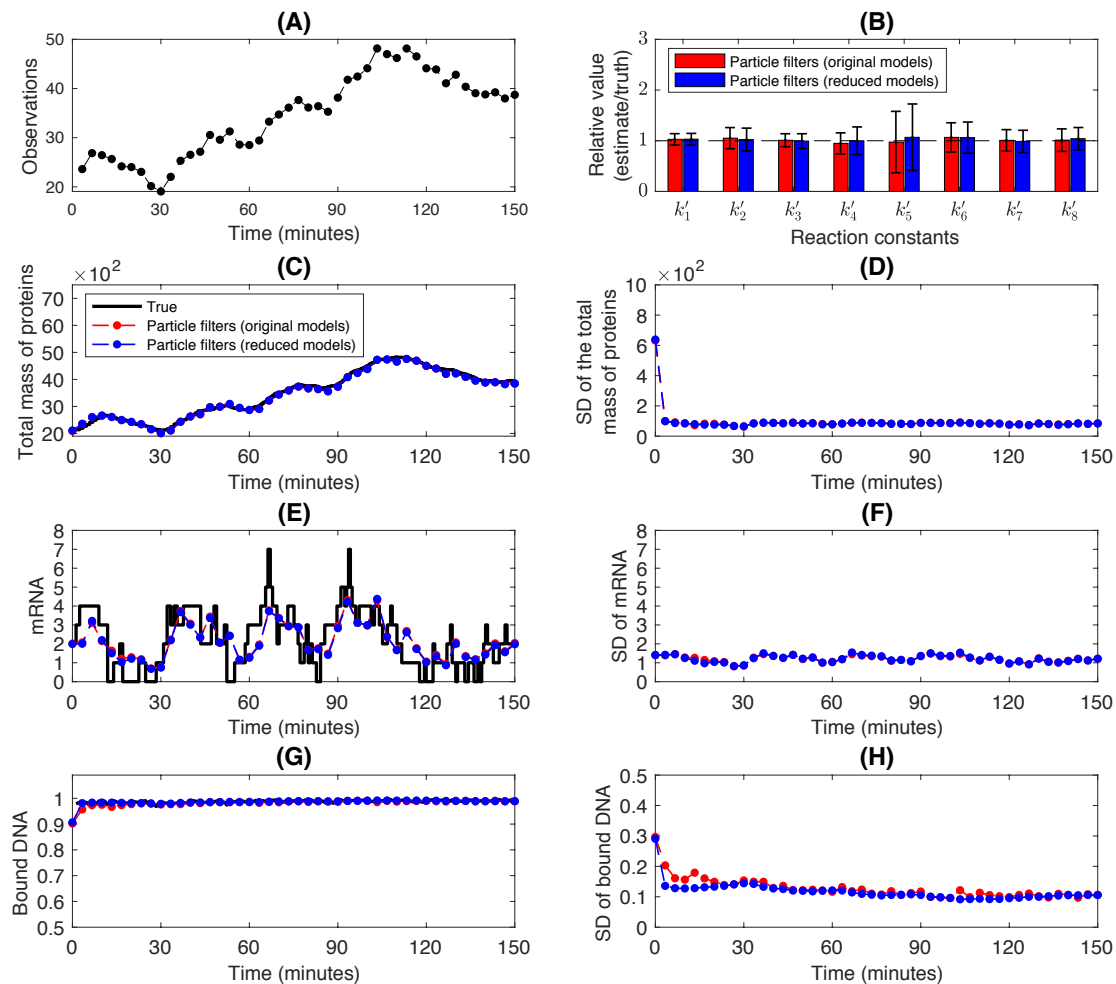 (A)
Observations
50
40
30
20
0 30 60 90 120 150
Time (minutes)
(B)
Relative value
(estimate/truth)
3
2
1
0
Particle filters (original models)
Particle filters (reduced models)
k′1 k′2 k′3 k′4 k′5 k′6 k′7 k′8
Reaction constants
(C)
×10^2
Total mass of proteins
70
60
50
40
30
20
True
Particle filters (original models)
Particle filters (reduced models)
0 30 60 90 120 150
Time (minutes)
(D)
×10^2
SD of the total
mass of proteins
10
8
6
4
2
0
0 30 60 90 120 150
Time (minutes)
(E)
mRNA
8
7
6
5
4
3
2
1
0
0 30 60 90 120 150
Time (minutes)
(F)
SD of mRNA
8
7
6
5
4
3
2
1
0
0 30 60 90 120 150
Time (minutes)
(G)
Bound DNA
1
0.9
0.8
0.7
0.6
0.5
0 30 60 90 120 150
Time (minutes)
(H)
SD of bound DNA
0.5
0.4
0.3
0.2
0.1
0
0 30 60 90 120 150
Time (minutes)